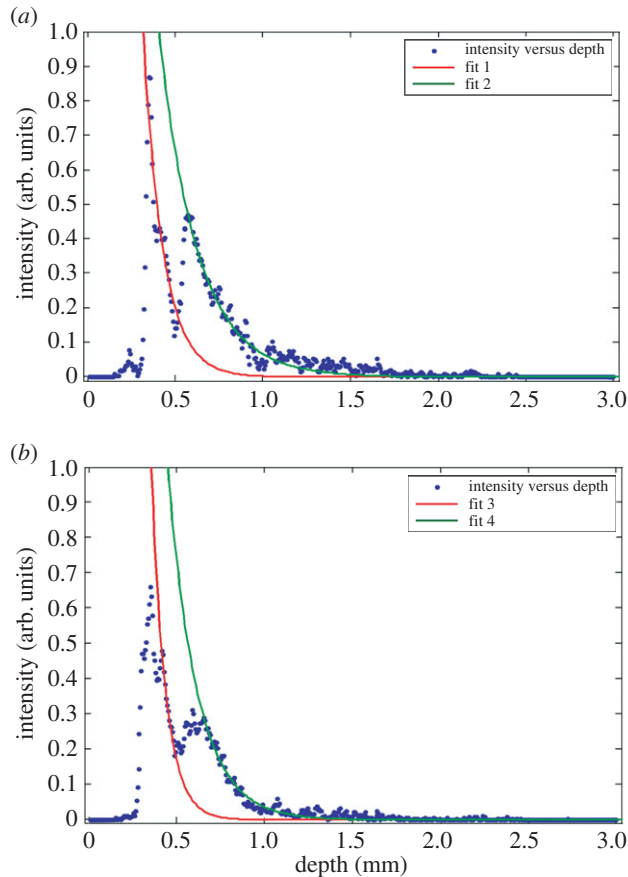 (a)
1.0
0.9
0.8
0.7
0.6
0.5
0.4
0.3
0.2
0.1
0
intensity (arb. units)
intensity versus depth
fit 1
fit 2
0 0.5 1.0 1.5 2.0 2.5 3.0
(b)
1.0
0.9
0.8
0.7
0.6
0.5
0.4
0.3
0.2
0.1
0
intensity (arb. units)
intensity versus depth
fit 3
fit 4
0 0.5 1.0 1.5 2.0 2.5 3.0
depth (mm)